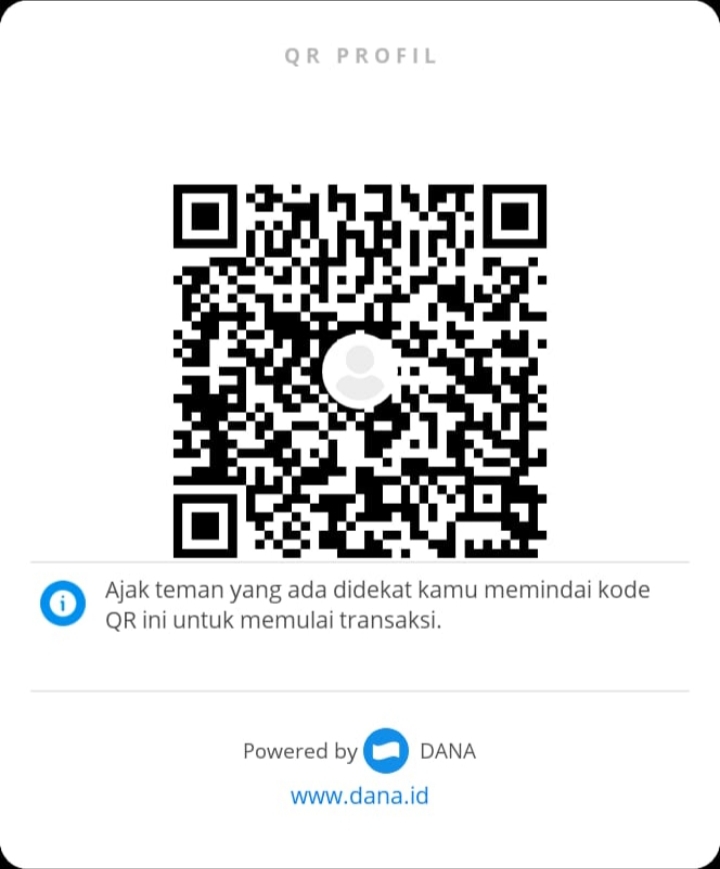 QR PROFIL
Ajak teman yang ada didekat kamu memindai kode
QR ini untuk memulai transaksi.
Powered by DANA
www.dana.id